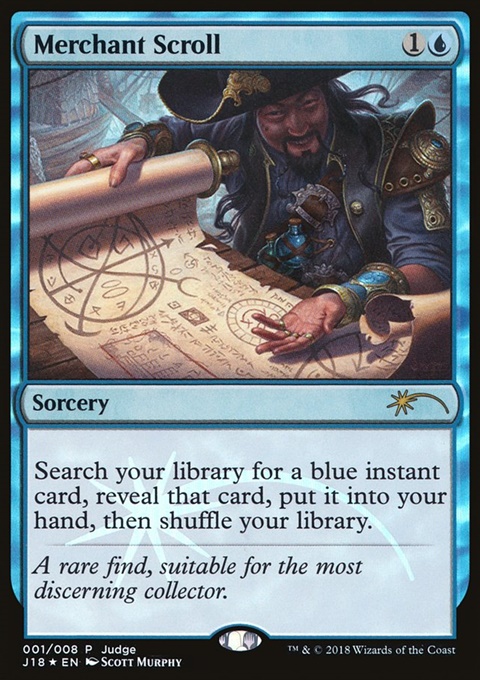 Merchant Scroll 1
Sorcery
Search your library for a blue instant
card, reveal that card, put it into your
hand, then shuffle your library.
A rare find, suitable for the most
discerning collector.
001/008 P Judge
J18 ★ EN Scott Murphy
™ & © 2018 Wizards of the Coast